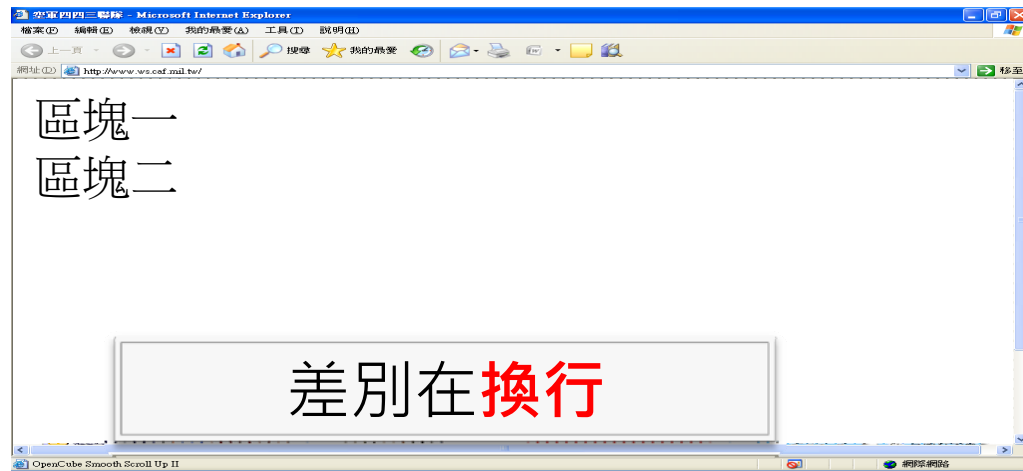 空軍四四三聯隊 - Microsoft Internet Explorer
檔案(F) 編輯(E) 檢視(V) 我的最愛(A) 工具(T) 說明(H)
上一頁 搜尋 我的最愛
網址(D) http://www.ws.caf.mil.tw/ 移至
區塊一
區塊二
差別在換行
OpenCube Smooth Scroll Up II 網際網路